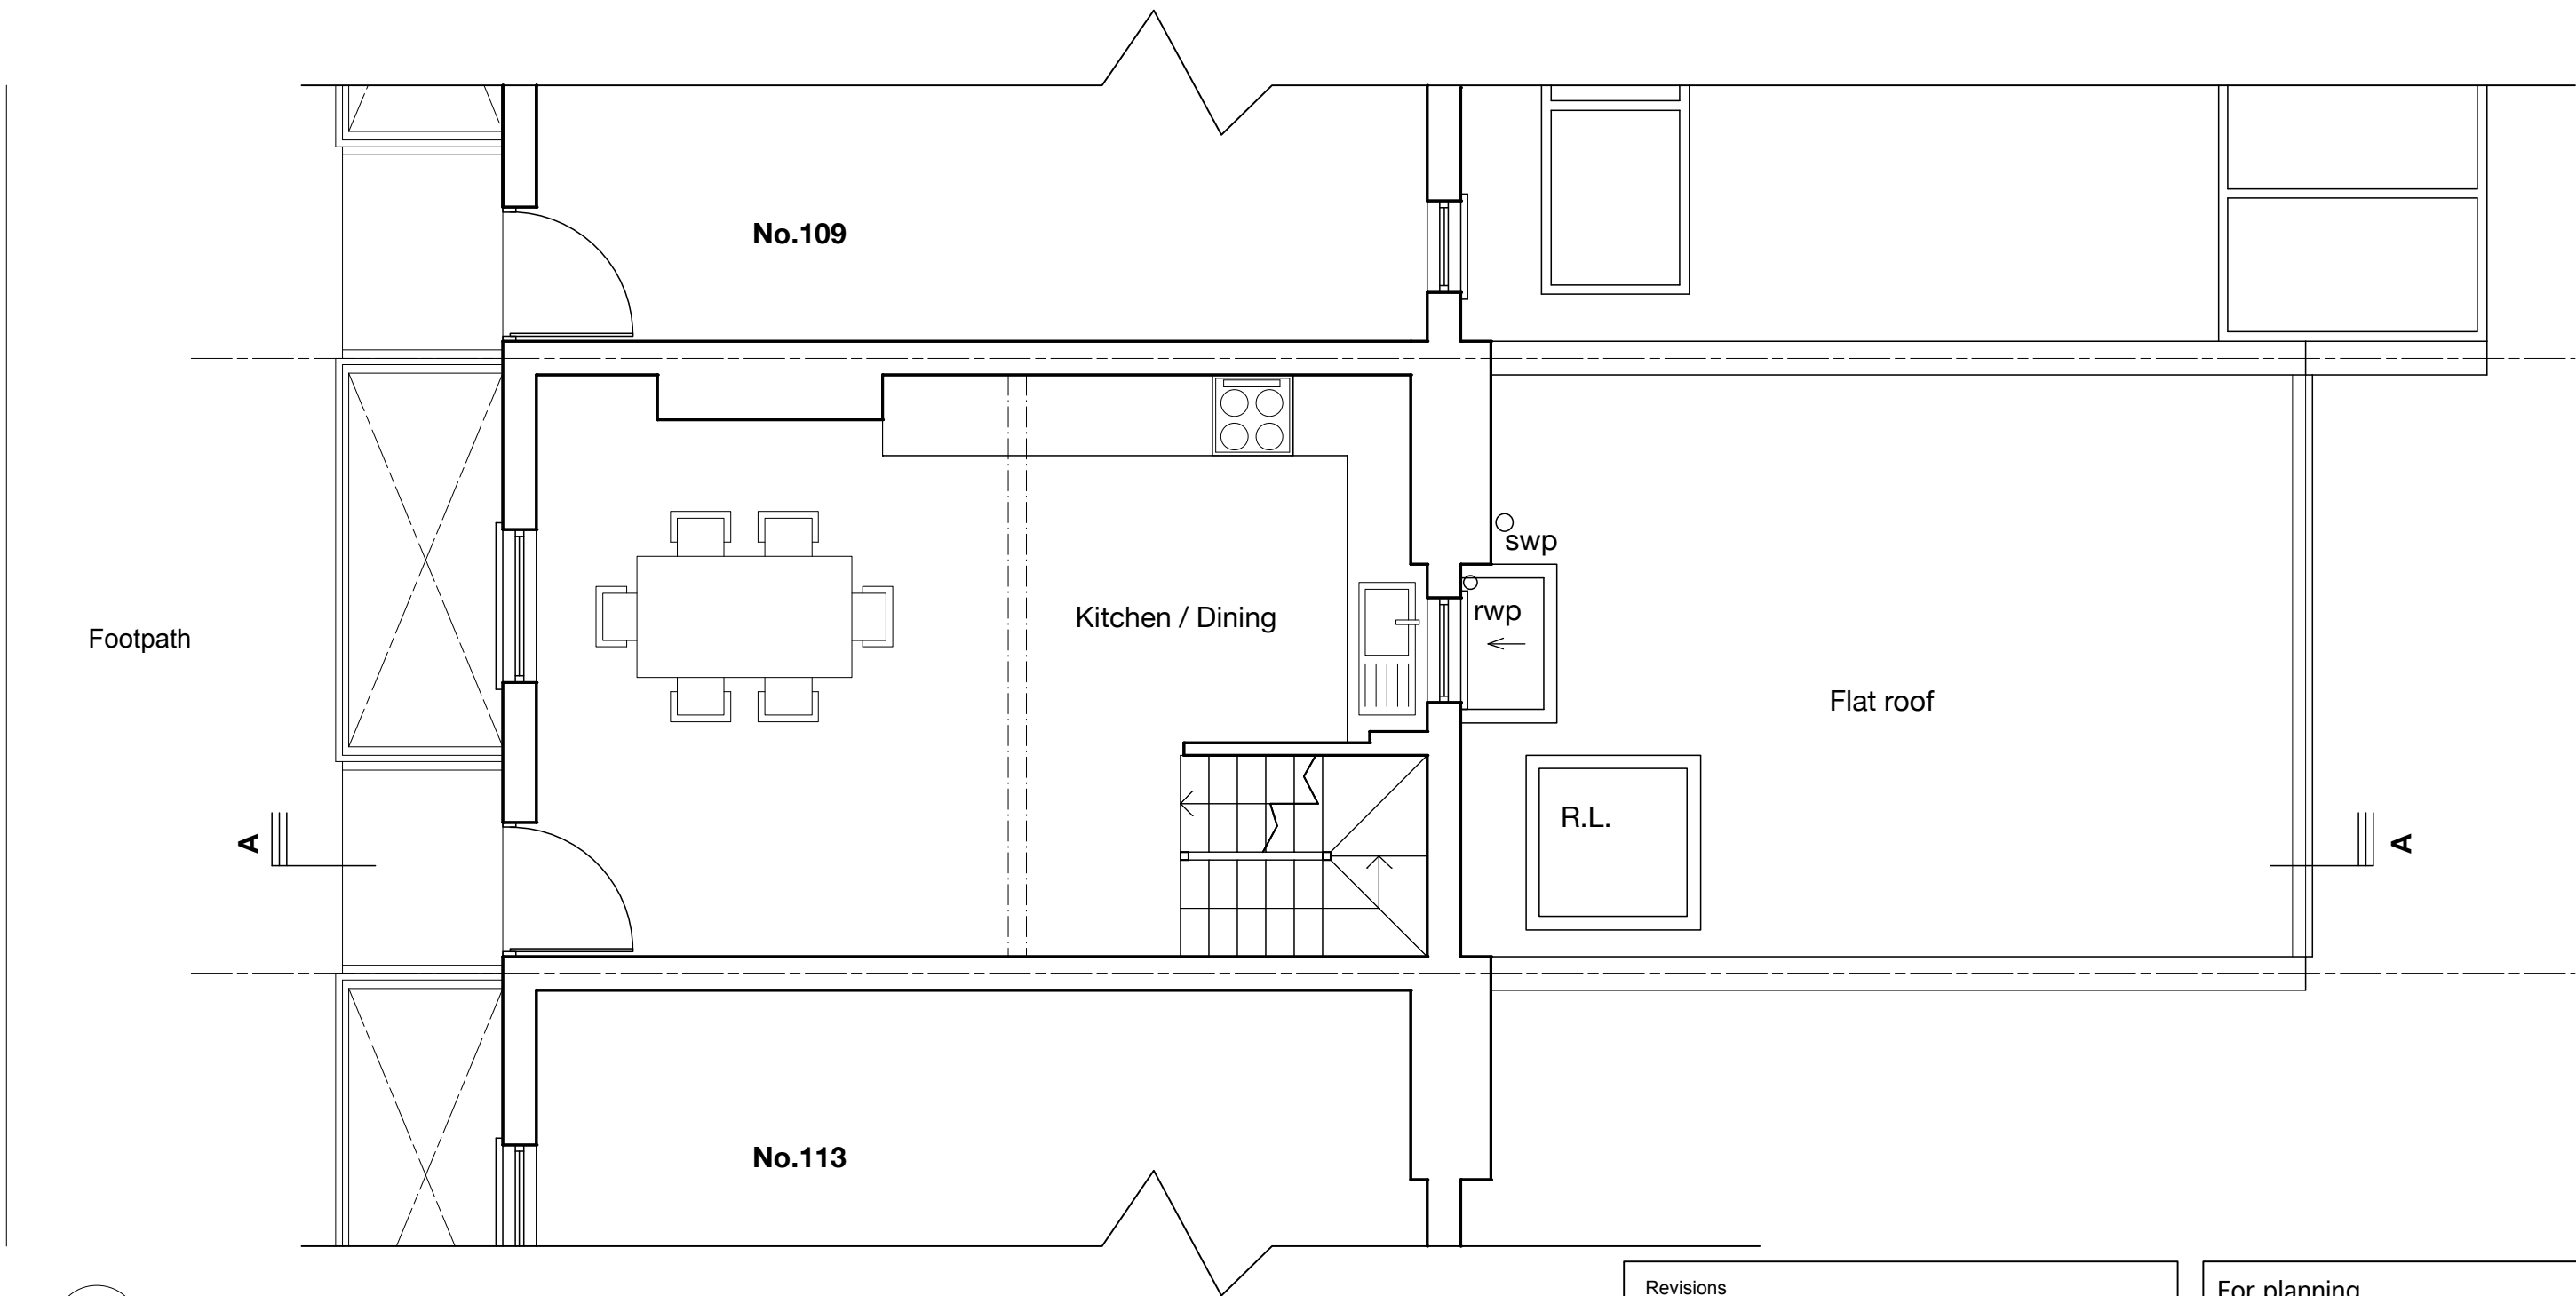 No.109
swp
rwp
Kitchen / Dining
Footpath
Flat roof
R.L.
A
A
No.113
Revisions
For planning